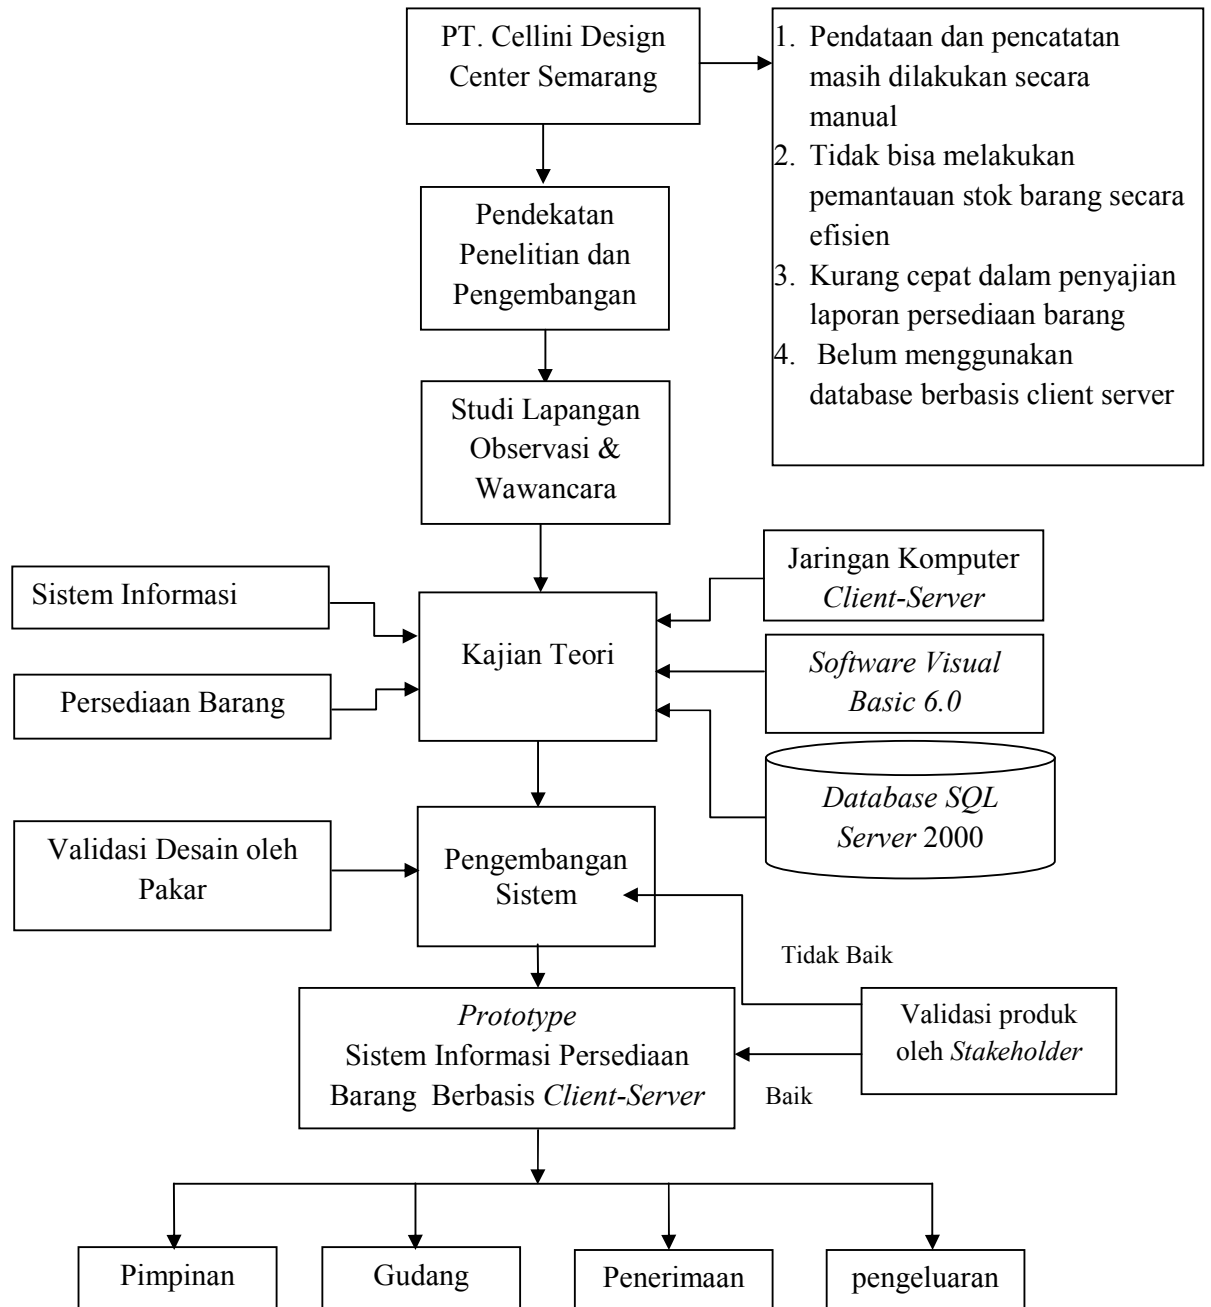 PT. Cellini Design
Center Semarang
1. Pendataan dan pencatatan
masih dilakukan secara
manual
2. Tidak bisa melakukan
pemantauan stok barang secara
efisien
3. Kurang cepat dalam penyajian
laporan persediaan barang
4. Belum menggunakan
database berbasis client server
Pendekatan
Penelitian dan
Pengembangan
Studi Lapangan
Observasi &
Wawancara
Sistem Informasi
Persediaan Barang
Kajian Teori
Jaringan Komputer
Client-Server
Software Visual
Basic 6.0
Database SQL
Server 2000
Validasi Desain oleh
Pakar
Pengembangan
Sistem
Tidak Baik
Validasi produk
oleh Stakeholder
Baik
Prototype
Sistem Informasi Persediaan
Barang Berbasis Client-Server
Pimpinan
Gudang
Penerimaan
pengeluaran